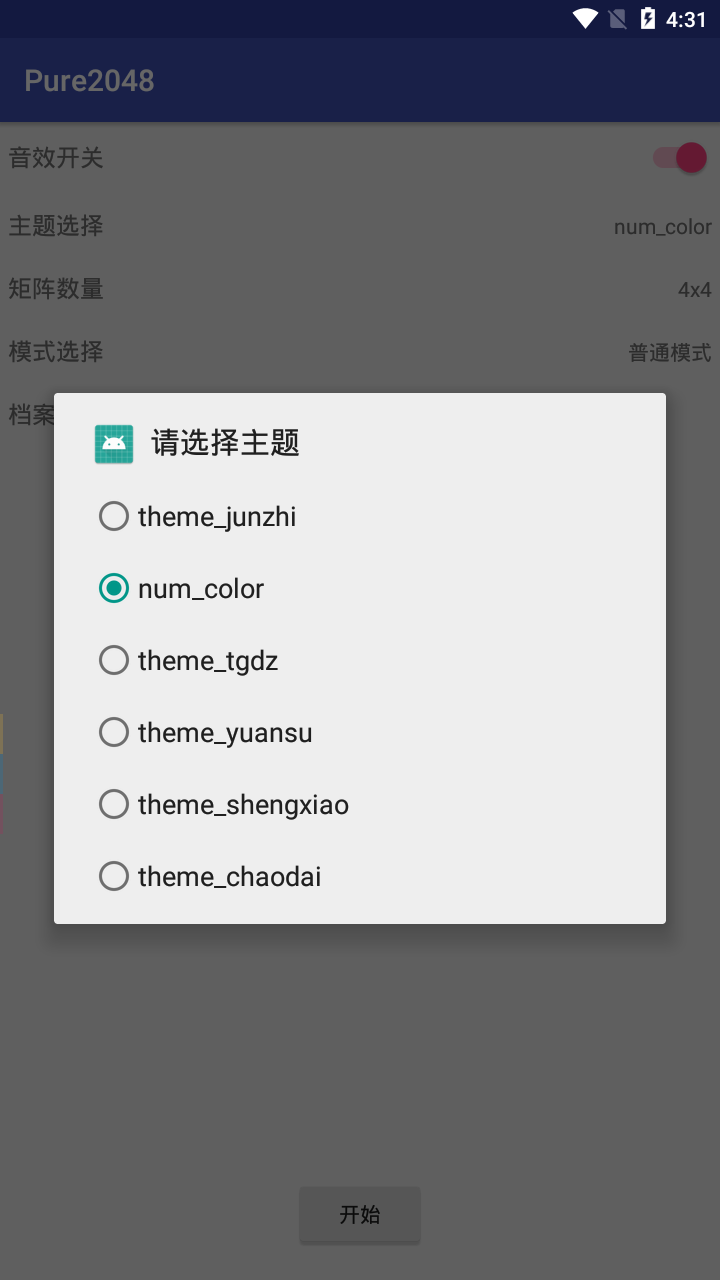 4:31
Pure2048
音效开关
主题选择 num_color
矩阵数量 4x4
模式选择 普通模式
档案
请选择主题
theme_junzhi
num_color
theme_tgdz
theme_yuansu
theme_shengxiao
theme_chaodai
开始